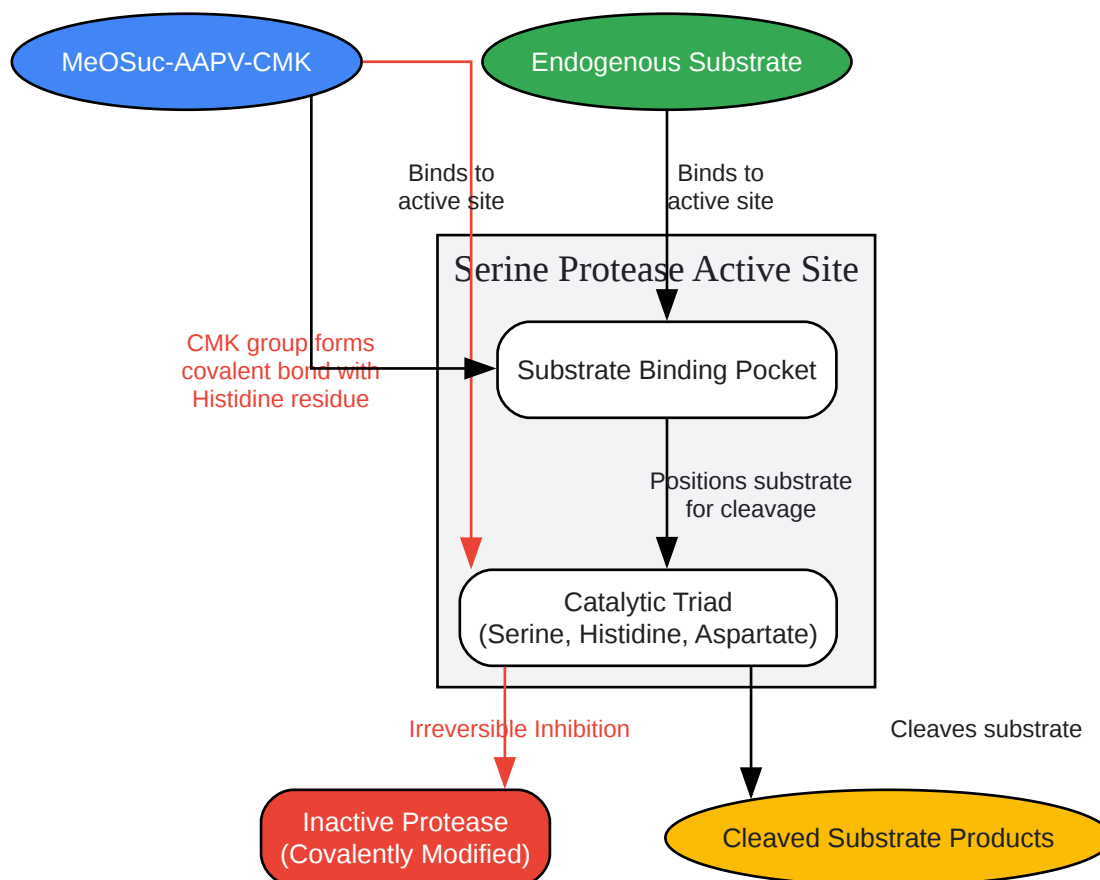 MeOSuc-AAPV-CMK
Endogenous Substrate
Binds to
active site
Binds to
active site
Serine Protease Active Site
CMK group forms
covalent bond with
Histidine residue
Substrate Binding Pocket
Positions substrate
for cleavage
Catalytic Triad
(Serine, Histidine, Aspartate)
Irreversible Inhibition
Cleaves substrate
Inactive Protease
(Covalently Modified)
Cleaved Substrate Products